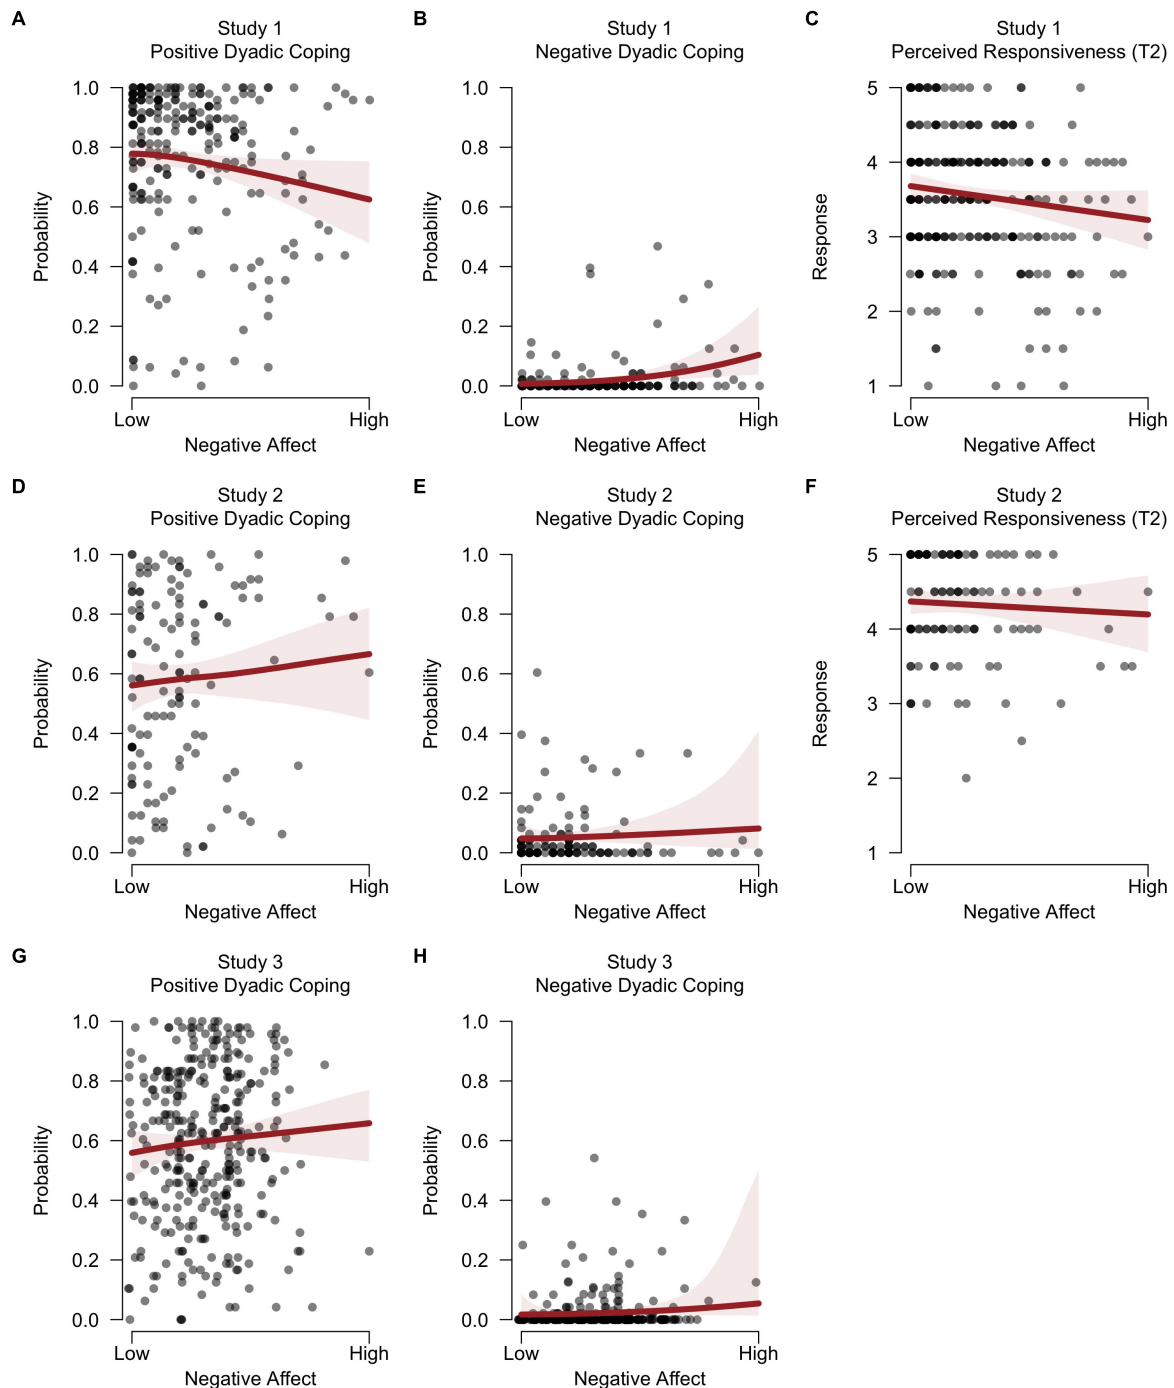 A
Study 1
Positive Dyadic Coping
1.0
0.8
0.6
0.4
0.2
0.0
Probability
Low
High
Negative Affect
B
Study 1
Negative Dyadic Coping
1.0
0.8
0.6
0.4
0.2
0.0
Probability
Low
High
Negative Affect
C
Study 1
Perceived Responsiveness (T2)
5
4
3
2
1
Response
Low
High
Negative Affect
D
Study 2
Positive Dyadic Coping
1.0
0.8
0.6
0.4
0.2
0.0
Probability
Low
High
Negative Affect
E
Study 2
Negative Dyadic Coping
1.0
0.8
0.6
0.4
0.2
0.0
Probability
Low
High
Negative Affect
F
Study 2
Perceived Responsiveness (T2)
5
4
3
2
1
Response
Low
High
Negative Affect
G
Study 3
Positive Dyadic Coping
1.0
0.8
0.6
0.4
0.2
0.0
Probability
Low
High
Negative Affect
H
Study 3
Negative Dyadic Coping
1.0
0.8
0.6
0.4
0.2
0.0
Probability
Low
High
Negative Affect